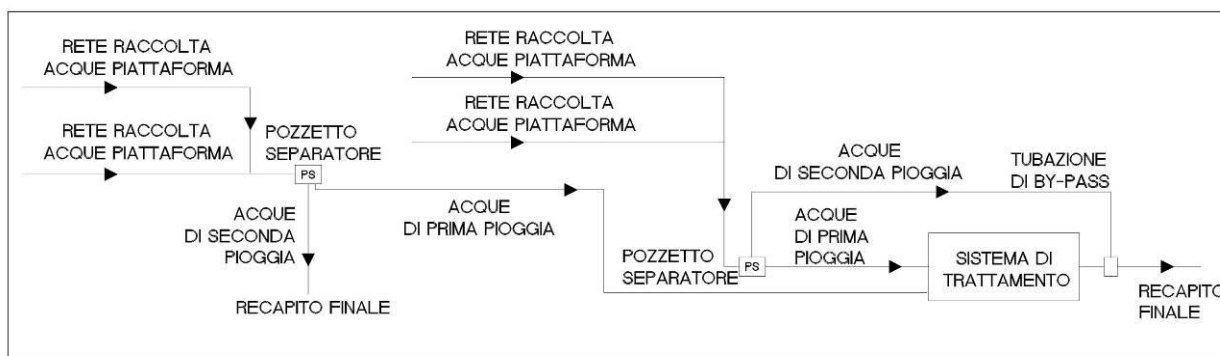 RETE RACCOLTA
ACQUE PIATTAFORMA
RETE RACCOLTA
ACQUE PIATTAFORMA
POZZETTO
SEPARATORE
PS
ACQUE
DI SECONDA
PIOGGIA
RECAPITO FINALE
ACQUE
DI PRIMA PIOGGIA
RETE RACCOLTA
ACQUE PIATTAFORMA
RETE RACCOLTA
ACQUE PIATTAFORMA
POZZETTO
SEPARATORE
PS
ACQUE
DI SECONDA PIOGGIA
TUBAZIONE
DI BY-PASS
ACQUE
DI PRIMA
PIOGGIA
SISTEMA DI
TRATTAMENTO
RECAPITO
FINALE